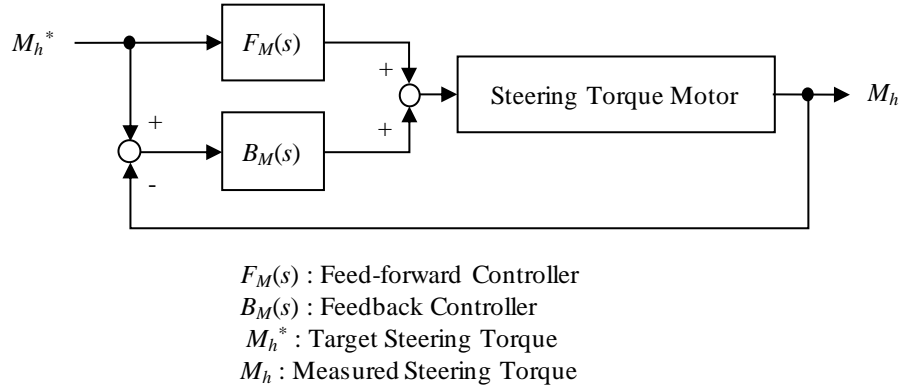 M_h^*
F_M(s)
+
Steering Torque Motor
M_h
+
+
B_M(s)
-
F_M(s) : Feed-forward Controller
B_M(s) : Feedback Controller
M_h^* : Target Steering Torque
M_h : Measured Steering Torque